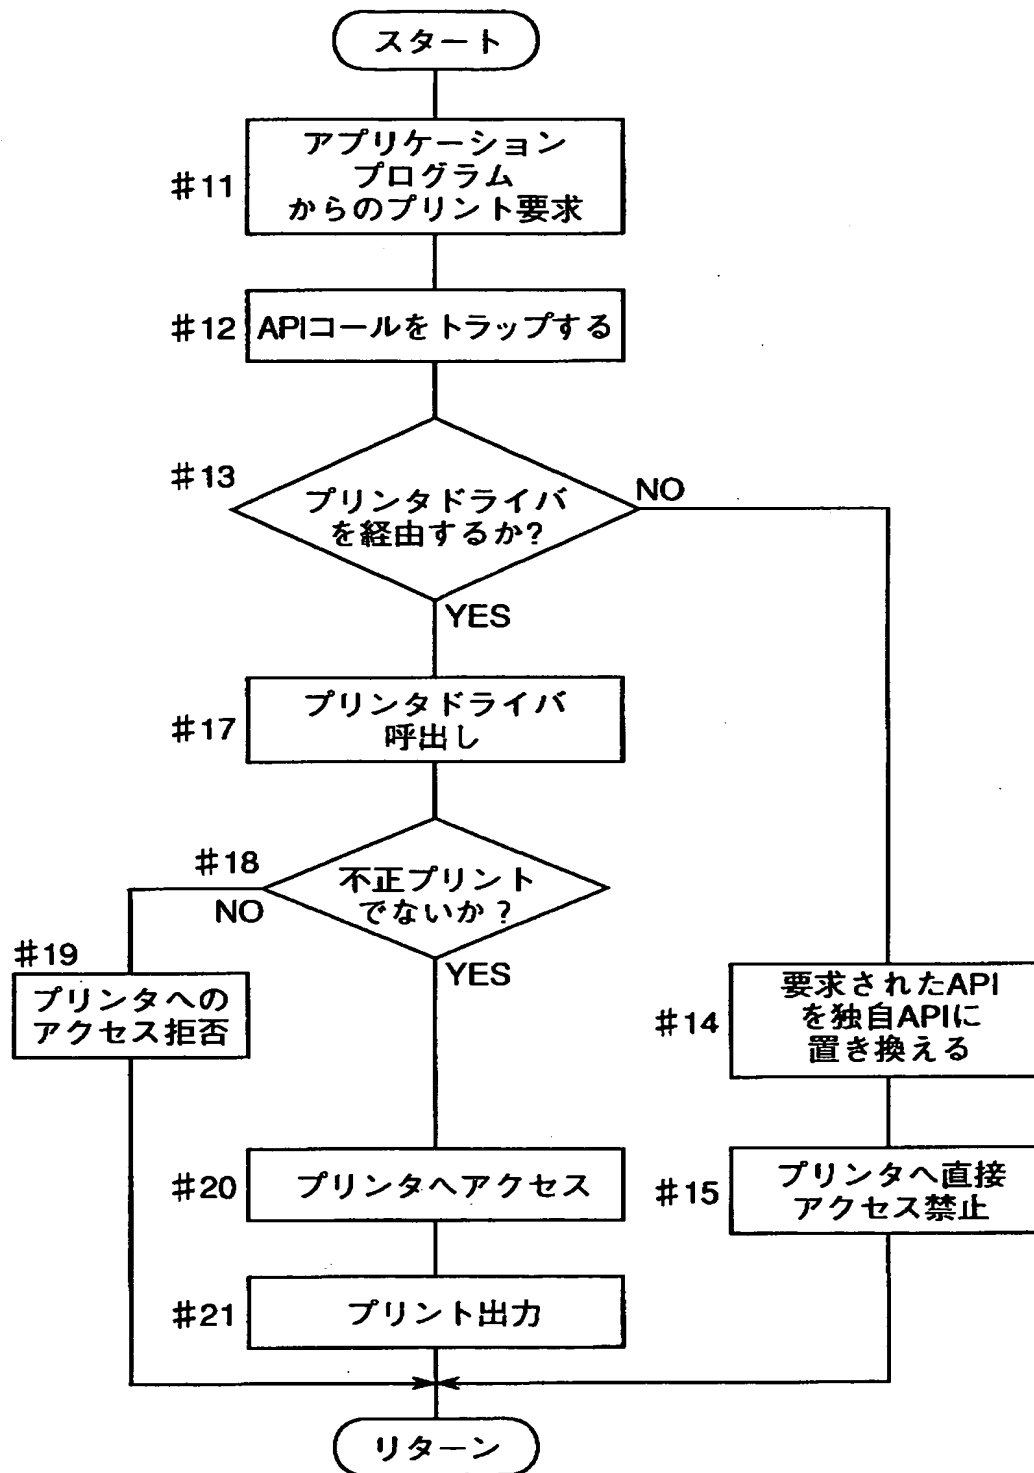 スタート
#11
アプリケーション
プログラム
からのプリント要求
#12
APIコールをトラップする
#13
プリンタドライバ
を経由するか?
NO
YES
#17
プリンタドライバ
呼出し
#18
不正プリント
でないか?
NO
YES
#19
プリンタへの
アクセス拒否
#14
要求されたAPI
を独自APIに
置き換える
#20
プリンタへアクセス
#15
プリンタへ直接
アクセス禁止
#21
プリント出力
リターン